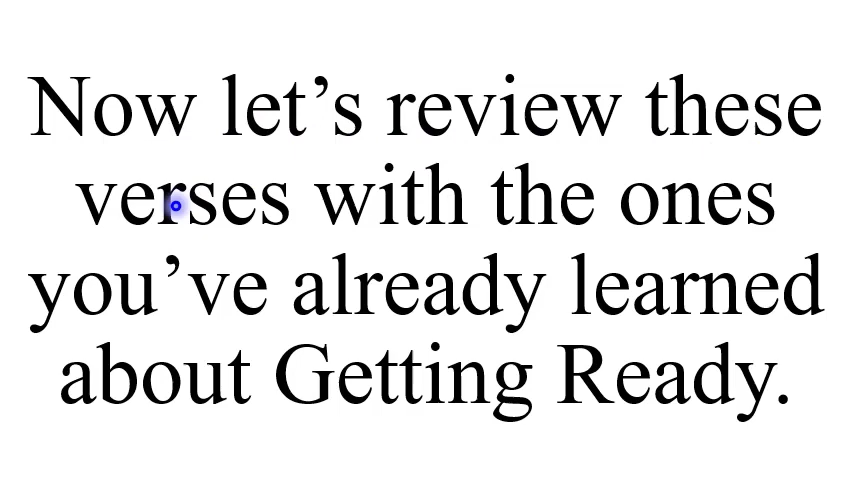 Now let’s review these
verses with the ones
you’ve already learned
about Getting Ready.